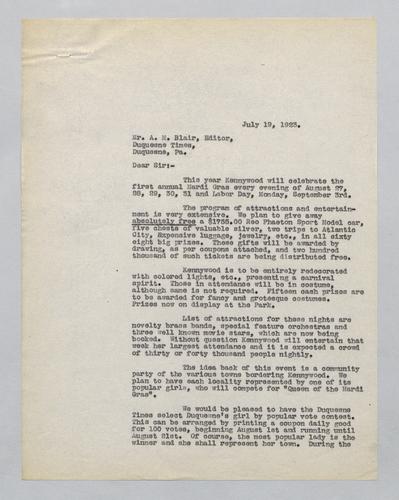 July 19, 1923.
Mr. A. M. Blair, Editor,
Duquesne Times,
Duquesne, Pa.
Dear Sir:-
This year Kennywood will celebrate the
first annual Mardi Gras every evening of August 27,
28, 29, 30, 31 and Labor Day, Monday, September 3rd.
The program of attractions and entertain-
ment is very extensive. We plan to give away
absolutely free a $1785.00 Reo Phaeton Sport Model car,
five chests of valuable silver, two trips to Atlantic
City, Expensive luggage, jewelry, etc., in all sixty
eight big prizes. These gifts will be awarded by
drawing, as per coupons attached, and two hundred
thousand of such tickets are being distributed free.
Kennywood is to be entirely redecorated
with colored lights, etc., presenting a carnival
spirit. Those in attendance will be in costume,
although same is not required. Fifteen cash prizes are
to be awarded for fancy and grotesque costumes.
Prizes now on display at the Park.
List of attractions for these nights are
novelty brass bands, special feature orchestras and
three well known movie stars, which are now being
booked. Without question Kennywood will entertain that
week her largest attendance and it is expected a crowd
of thirty or forty thousand people nightly.
The idea back of this event is a community
party of the various towns bordering Kennywood. We
plan to have each locality represented by one of its
popular girls, who will compete for "Queen of the Mardi
Gras".
We would be pleased to have the Duquesne
Times select Duquesne's girl by popular vote contest.
This can be arranged by printing a coupon daily good
for 100 votes, beginning August 1st and running until
August 21st. Of course, the most popular lady is the
winner and she shall represent her town. During the